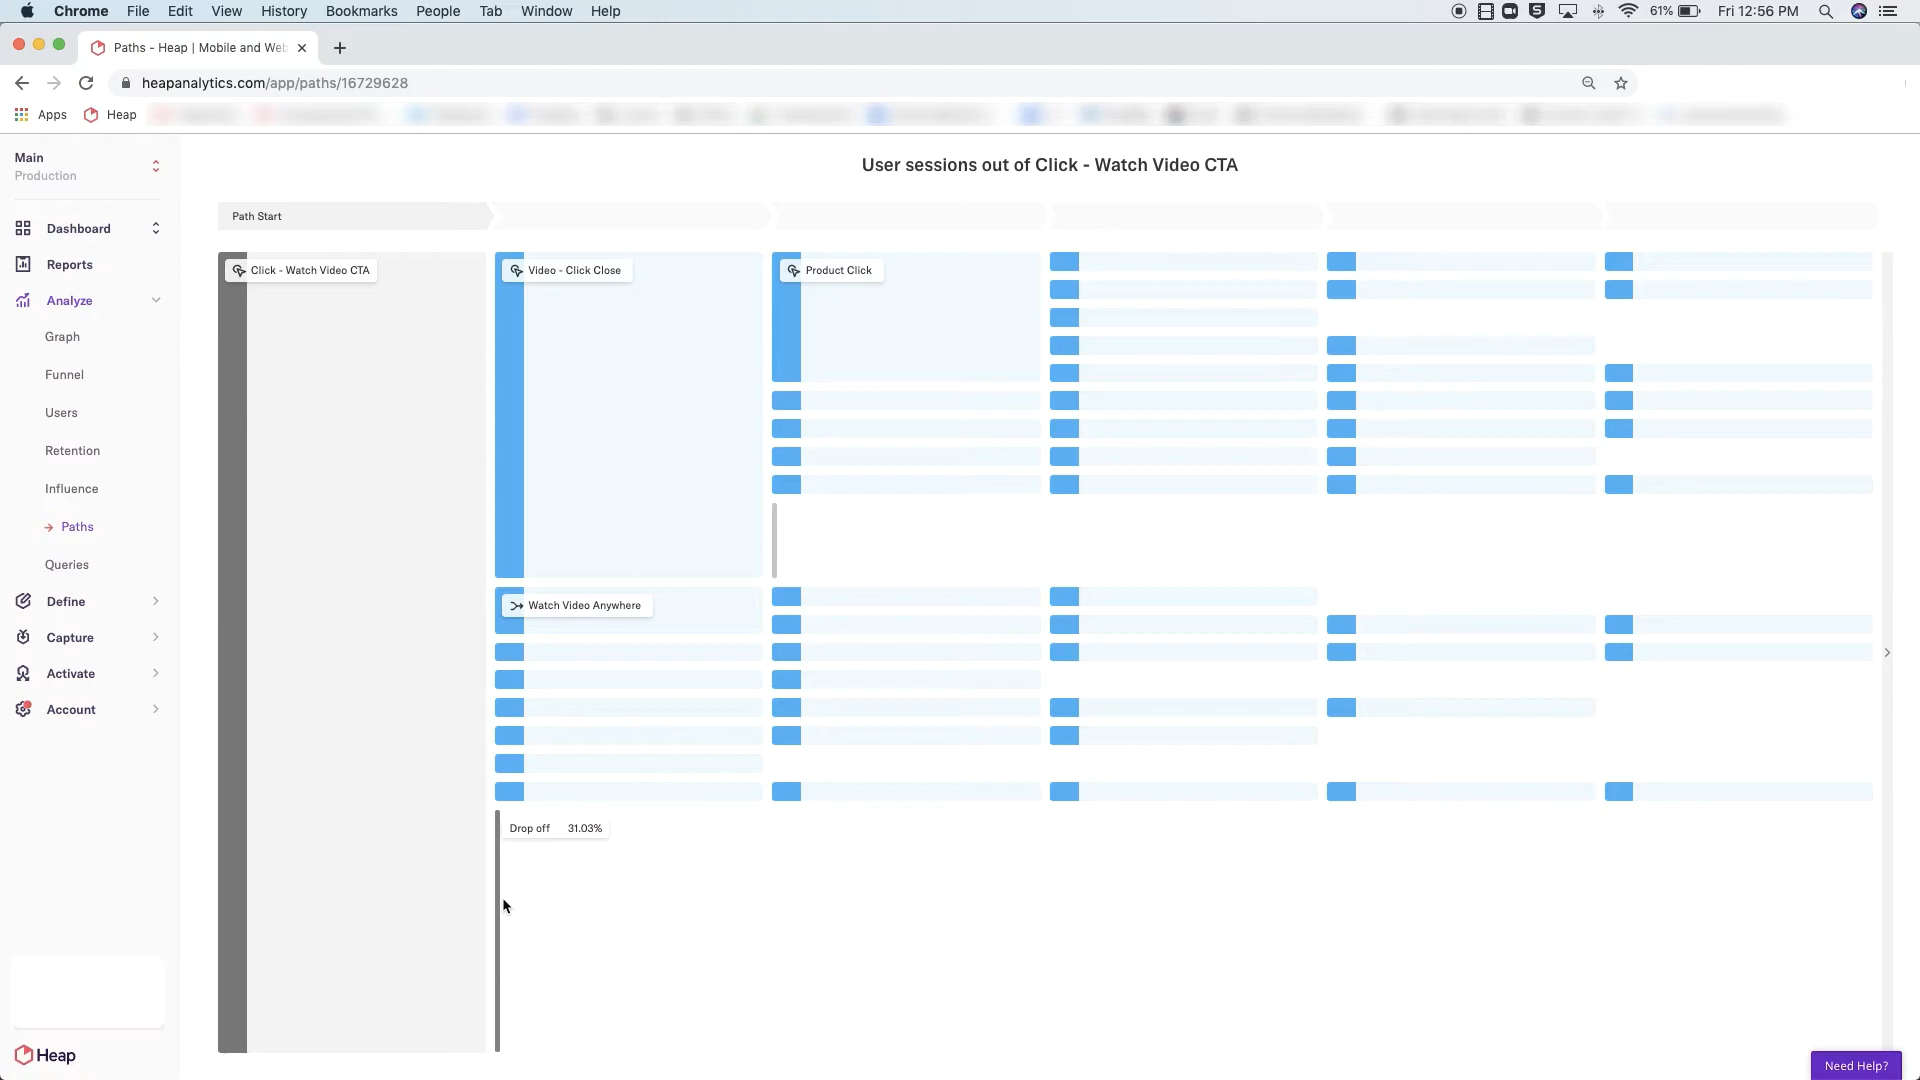 Chrome File Edit View History Bookmarks People Tab Window Help 61% Fri 12:56 PM
Paths - Heap | Mobile and Web
heapanalytics.com/app/paths/16729628
Apps Heap
Main
Production
Dashboard
Reports
Analyze
Graph
Funnel
Users
Retention
Influence
Paths
Queries
Define
Capture
Activate
Account
Heap
User sessions out of Click - Watch Video CTA
Path Start
Click - Watch Video CTA
Video - Click Close
Product Click
Watch Video Anywhere
Drop off 31.03%
Need Help?